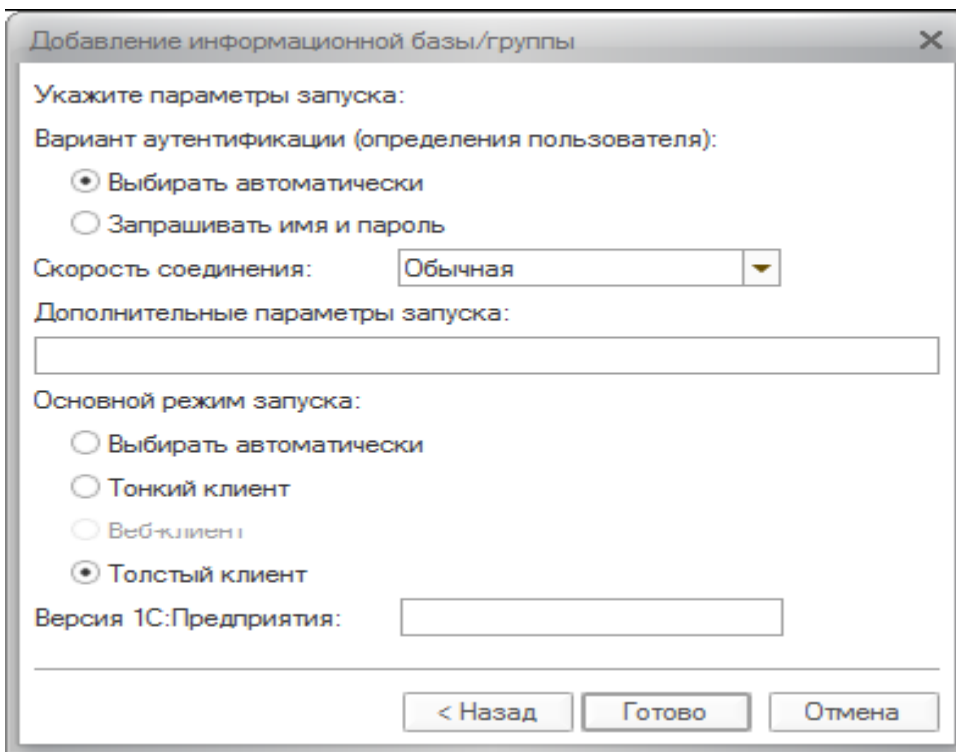 Добавление информационной базы/группы
Укажите параметры запуска:
Вариант аутентификации (определения пользователя):
Выбирать автоматически
Запрашивать имя и пароль
Скорость соединения: Обычная
Дополнительные параметры запуска:
Основной режим запуска:
Выбирать автоматически
Тонкий клиент
Веб-клиент
Толстый клиент
Версия 1С:Предприятия:
< Назад Готово Отмена